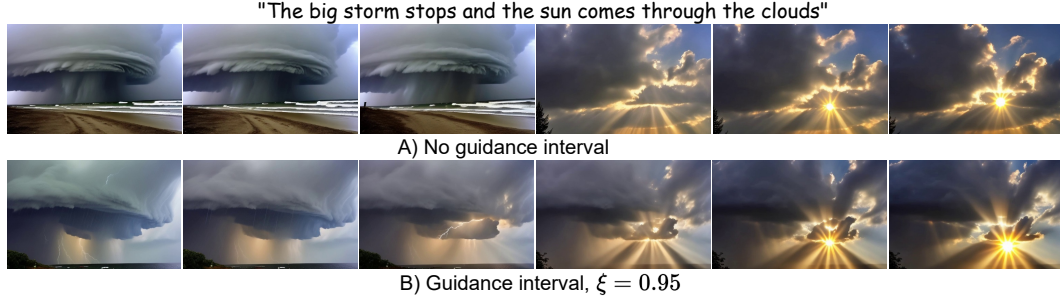 "The big storm stops and the sun comes through the clouds"
A) No guidance interval
B) Guidance interval, ξ = 0.95